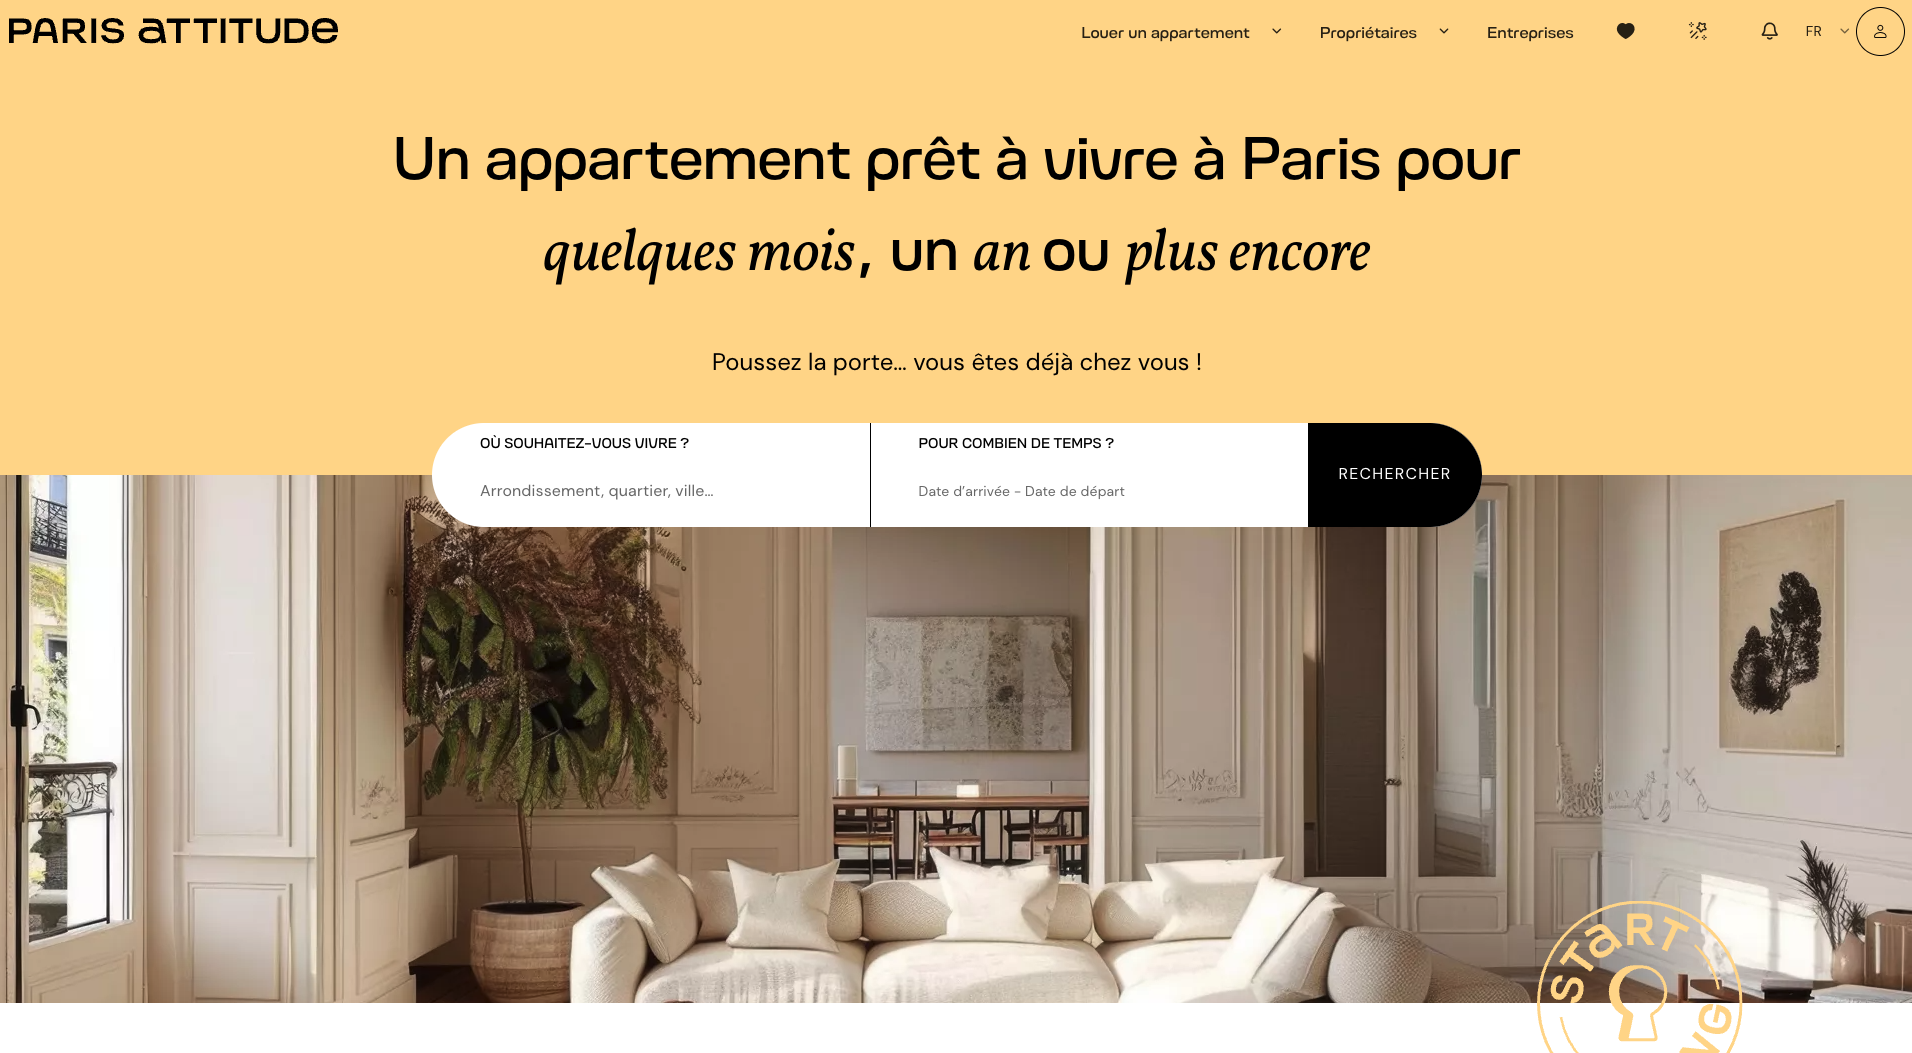 PARIS ATTITUDE
Louer un appartement
Propriétaires
Entreprises
FR
Un appartement prêt à vivre à Paris pour
quelques mois, un an ou plus encore
Poussez la porte... vous êtes déjà chez vous !
OÙ SOUHAITEZ-VOUS VIVRE ?
Arrondissement, quartier, ville...
POUR COMBIEN DE TEMPS ?
Date d'arrivée - Date de départ
RECHERCHER
START